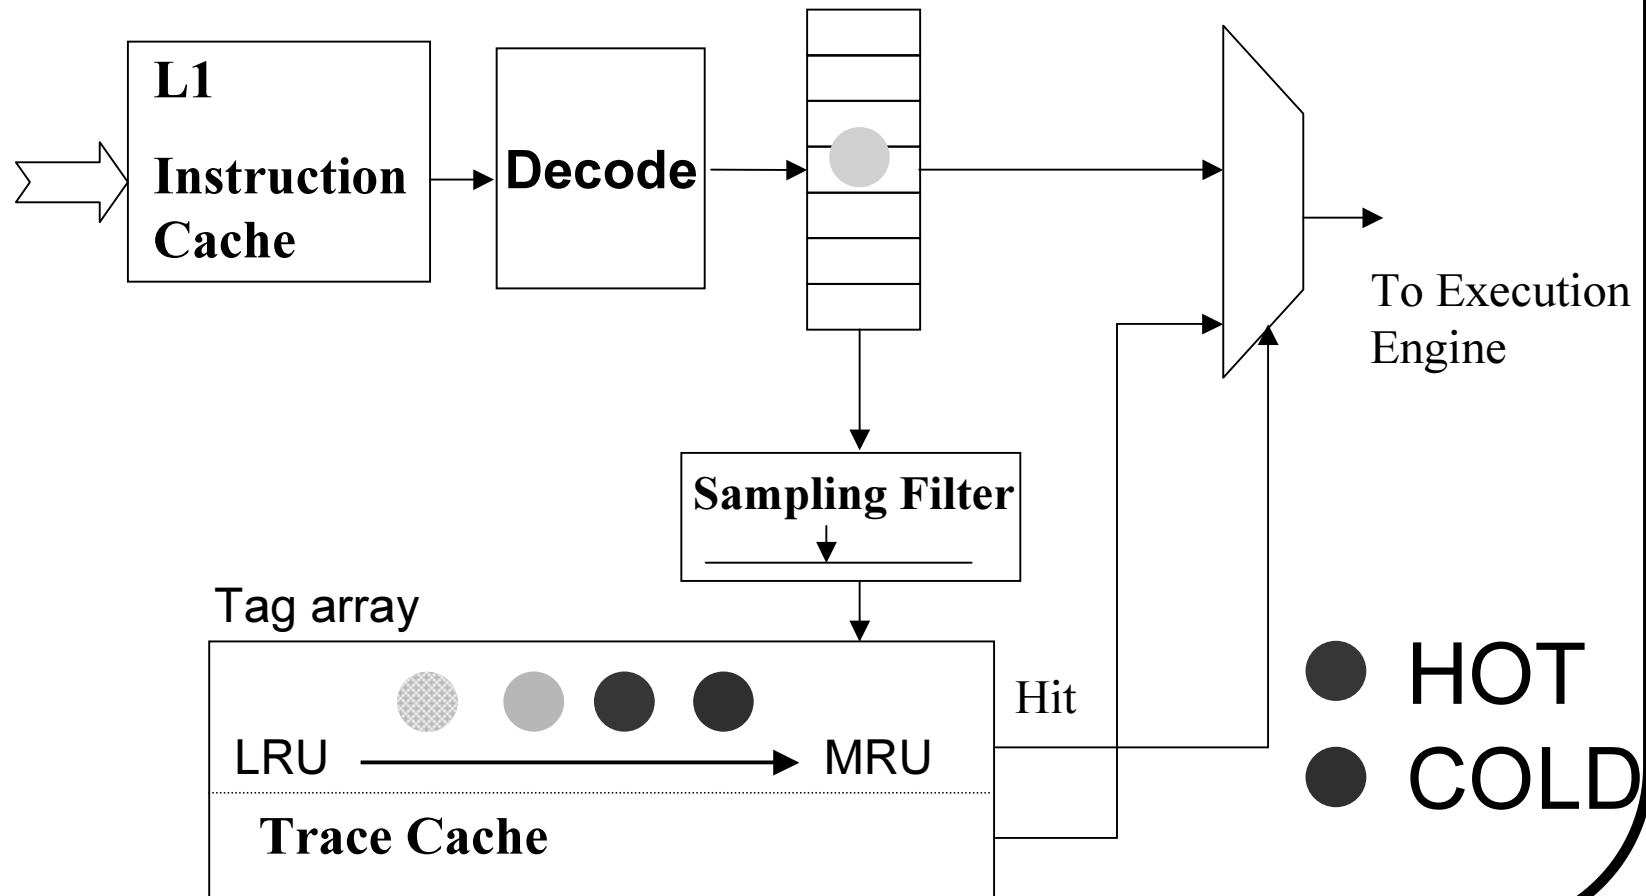 L1
Instruction
Cache
Decode
To Execution
Engine
Sampling Filter
Tag array
Hit
LRU
MRU
HOT
COLD
Trace Cache